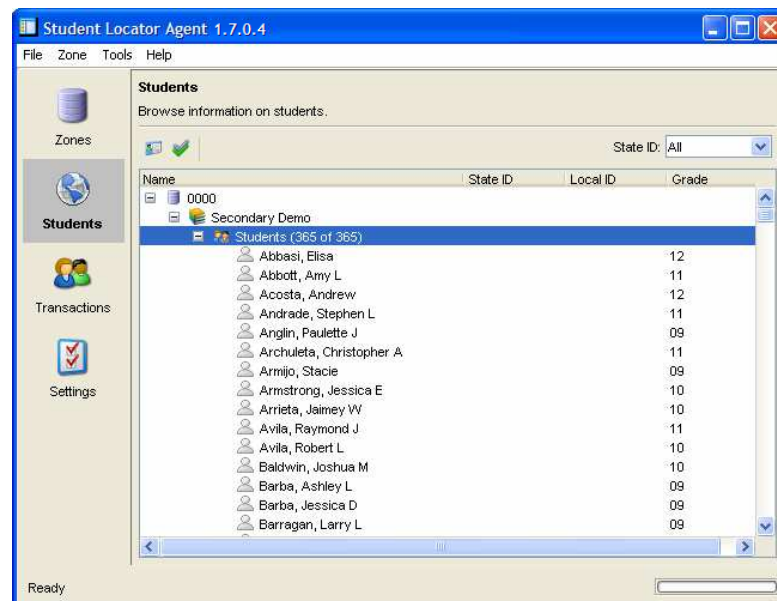 Student Locator Agent 1.7.0.4
File Zone Tools Help
Zones
Students
Transactions
Settings
Students
Browse information on students.
State ID: All
Name State ID Local ID Grade
0000
Secondary Demo
Students (365 of 365)
Abbasi, Elisa 12
Abbott, Amy L 11
Acosta, Andrew 12
Andrade, Stephen L 11
Anglin, Paulette J 09
Archuleta, Christopher A 11
Armijo, Stacie 09
Armstrong, Jessica E 10
Arrieta, Jaimey W 10
Avila, Raymond J 11
Avila, Robert L 10
Baldwin, Joshua M 10
Barba, Ashley L 09
Barba, Jessica D 09
Barragan, Larry L 09
Ready